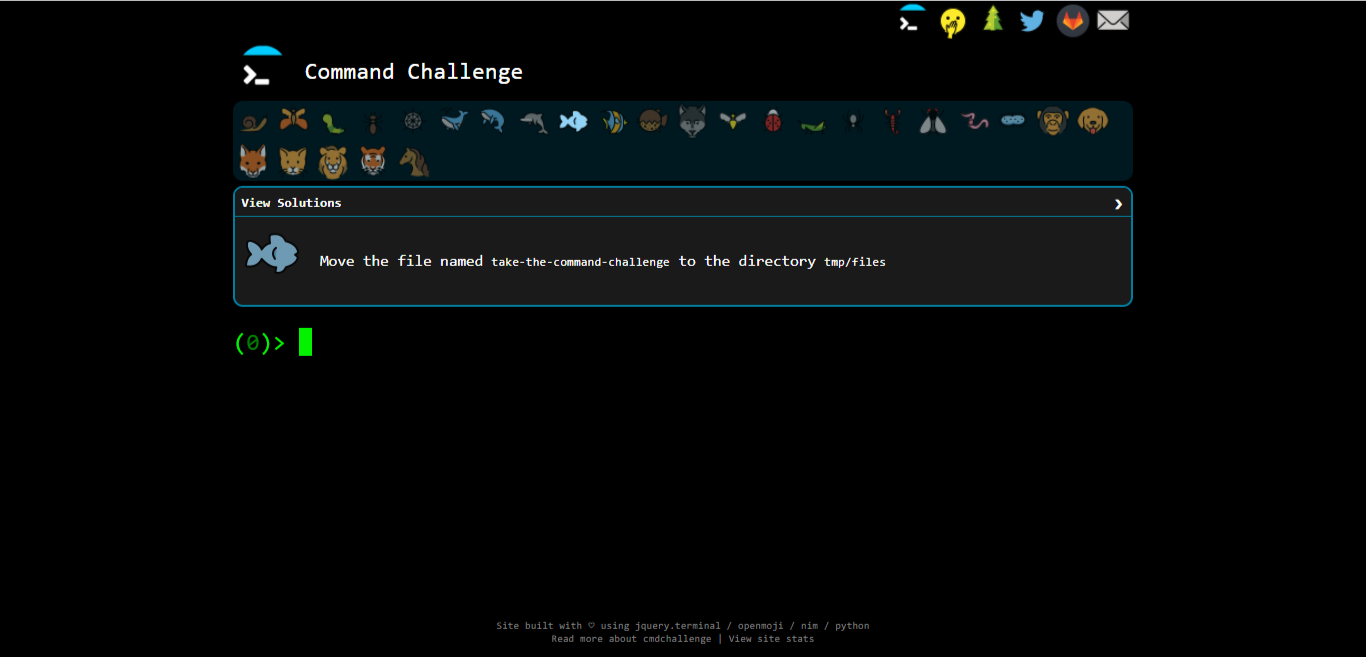 Command Challenge
View Solutions
Move the file named take-the-command-challenge to the directory tmp/files
(0)>
Site built with ♡ using jquery.terminal / openmoji / nim / python
Read more about cmdchallenge | View site stats